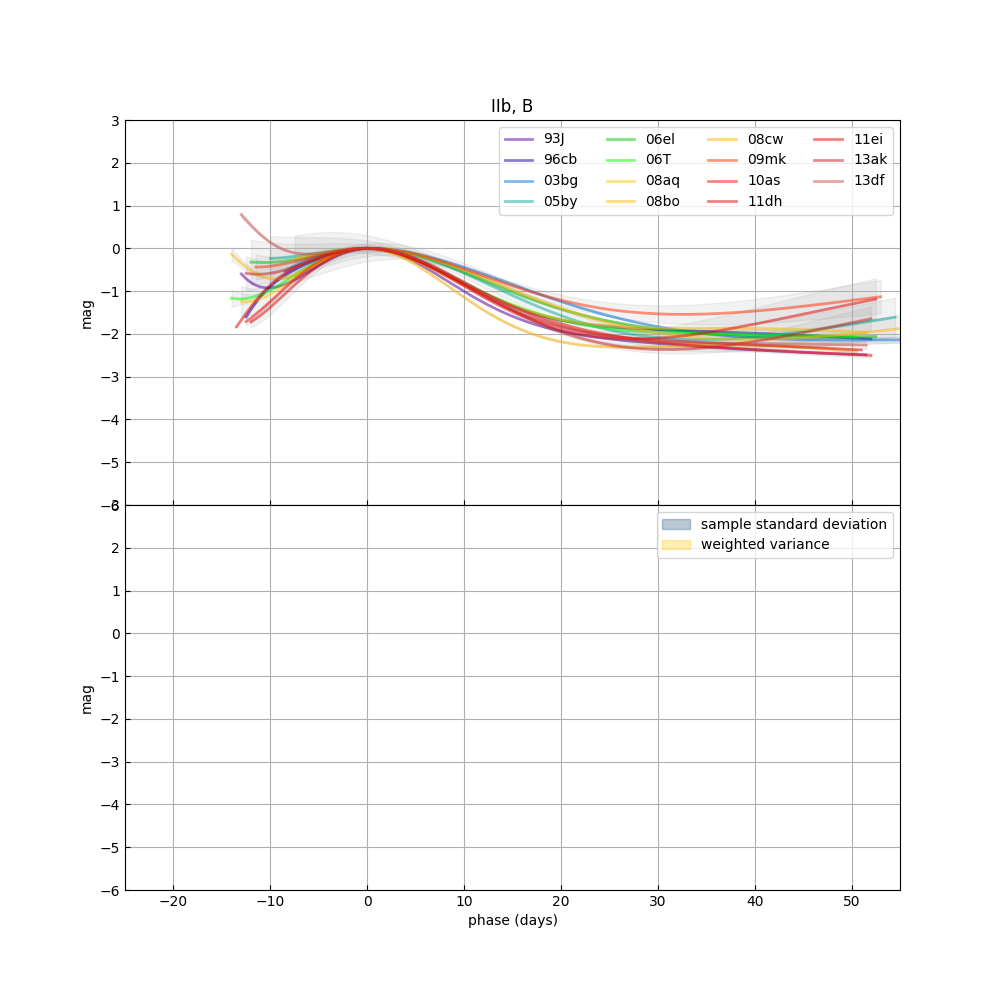 IIb, B
3
2
1
0
−1
−2
−3
−4
−5
−6
mag
93J 06el 08cw 11ei
96cb 06T 09mk 13ak
03bg 08aq 10as 13df
05by 08bo 11dh
3
2
1
0
−1
−2
−3
−4
−5
−6
mag
sample standard deviation
weighted variance
−20 −10 0 10 20 30 40 50
phase (days)